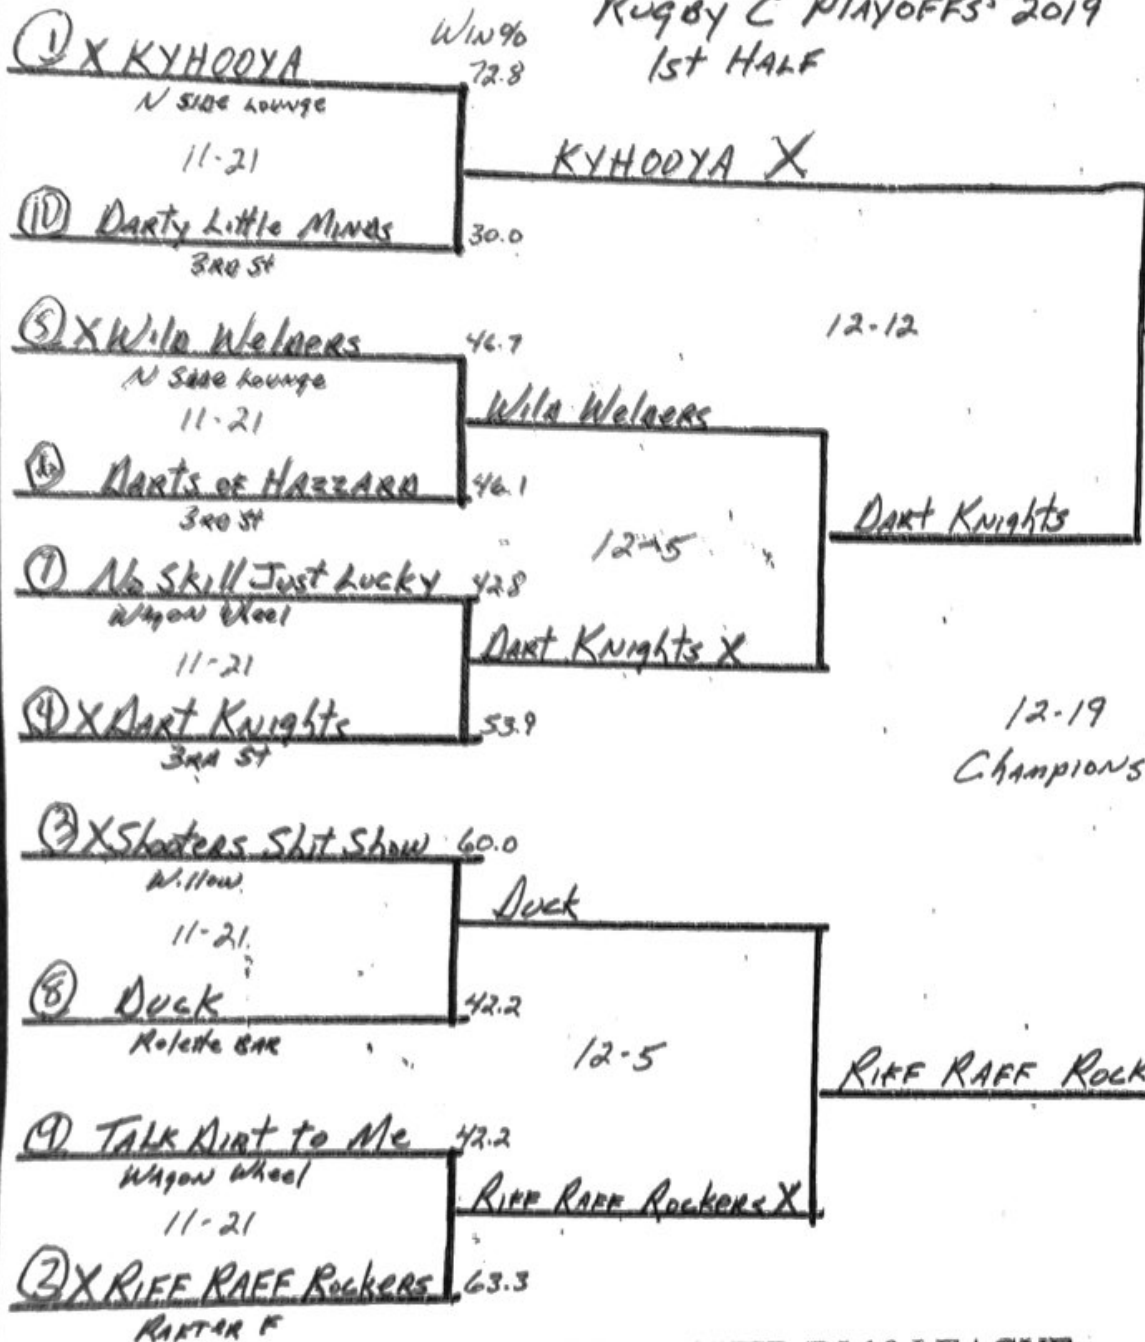 RUGBY C PLAYOFFS 2019
1st HALF
WIN%
① X KYHOOYA 72.8
N SIDE LOUNGE
11-21
KYHOOYA X
⑩ DARTY Little MINDS 30.0
3RD St
⑤ X Wild Welders 46.7
N Side Lounge
12-12
11-21
Wild Welders
⑥ DARTS OF HAZZARD 46.1
3RD St
12-5
DART KNIGHTS
⑦ No Skill Just Lucky 42.8
WAGON Wheel
11-21
DART KNIGHTS X
④ X DART KNIGHTS 53.9
3RD St
12-19
CHAMPIONS
③ X Shooters Shit Show 60.0
Willow
Duck
11-21
⑧ Duck 42.2
Rolette BAR
12-5
RIFF RAFF ROCK
⑨ TALK DIRT to Me 42.2
WAGON Wheel
RIFF RAFF ROCKERS X
11-21
② X RIFF RAFF ROCKERS 63.3